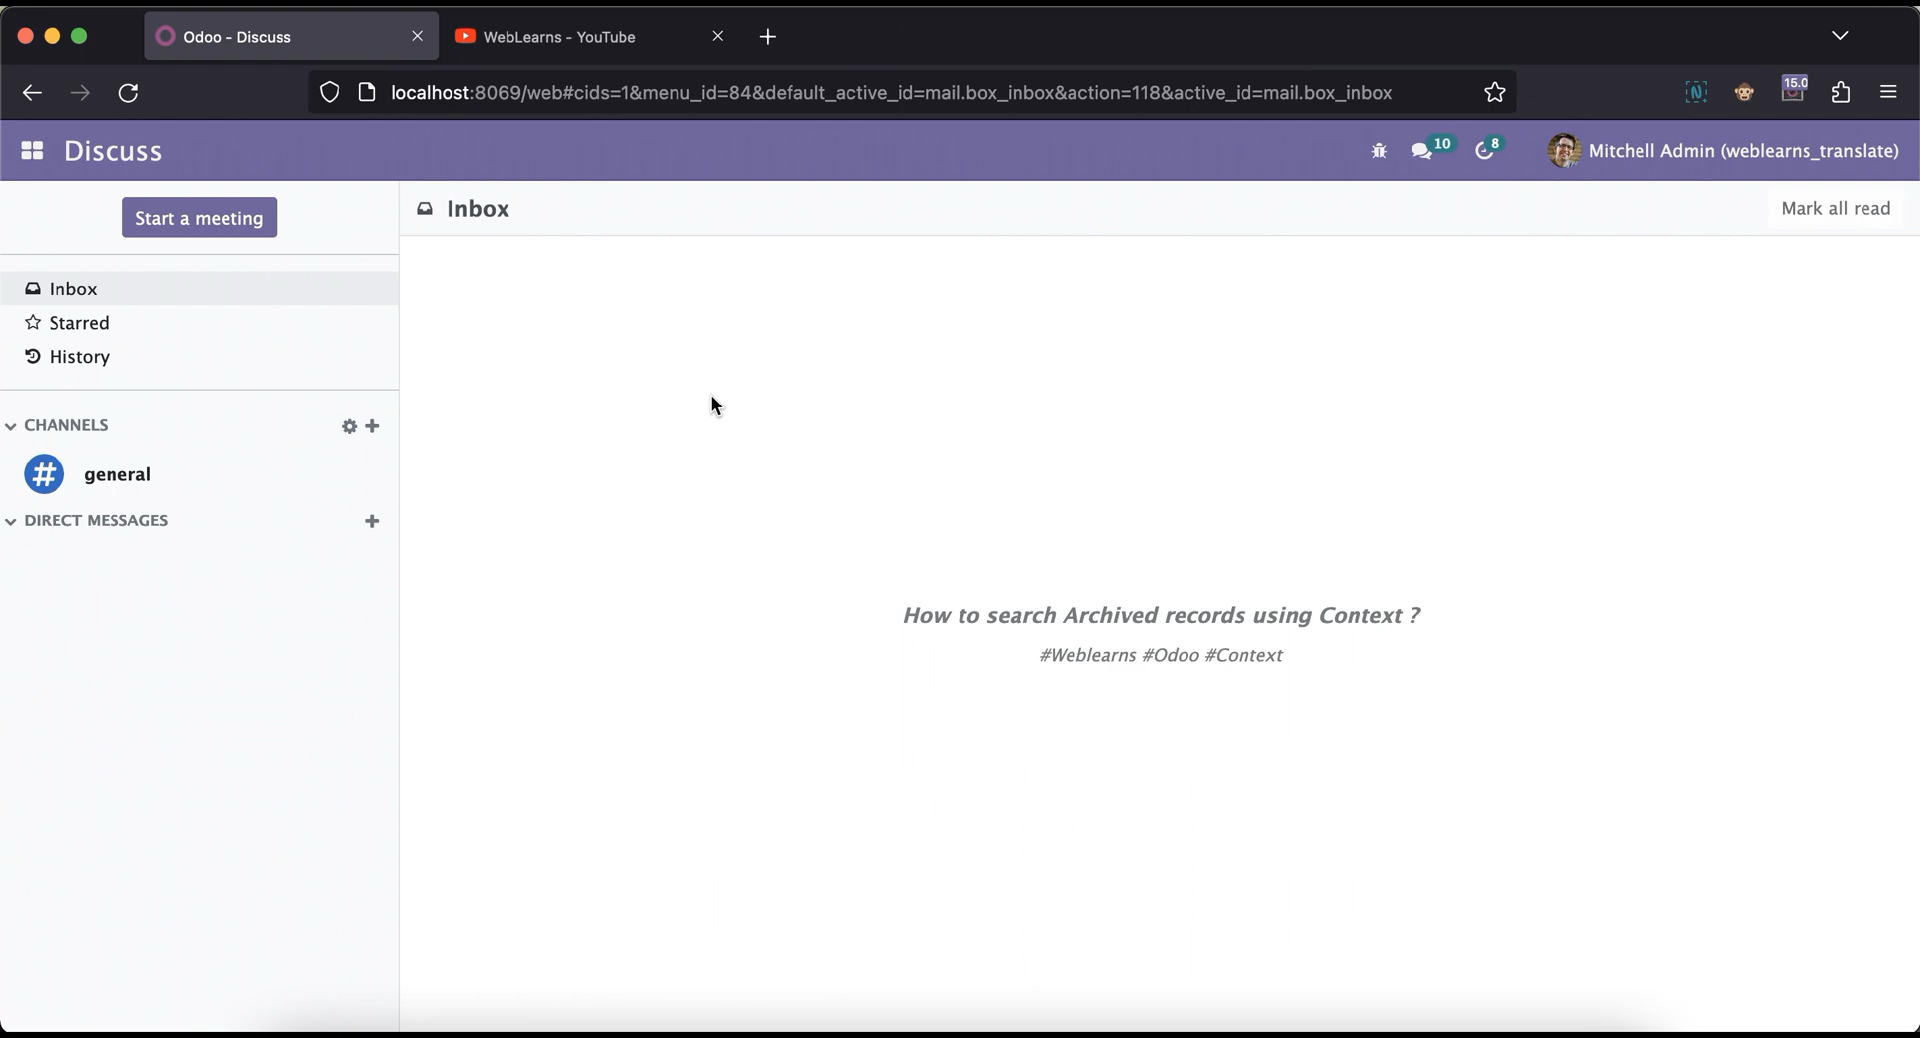 Odoo - Discuss
WebLearns - YouTube
localhost:8069/web#cids=1&menu_id=84&default_active_id=mail.box_inbox&action=118&active_id=mail.box_inbox
15.0
Discuss
10
8
Mitchell Admin (weblearns_translate)
Start a meeting
Inbox
Mark all read
Inbox
Starred
History
CHANNELS
general
DIRECT MESSAGES
How to search Archived records using Context ?
#Weblearns #Odoo #Context